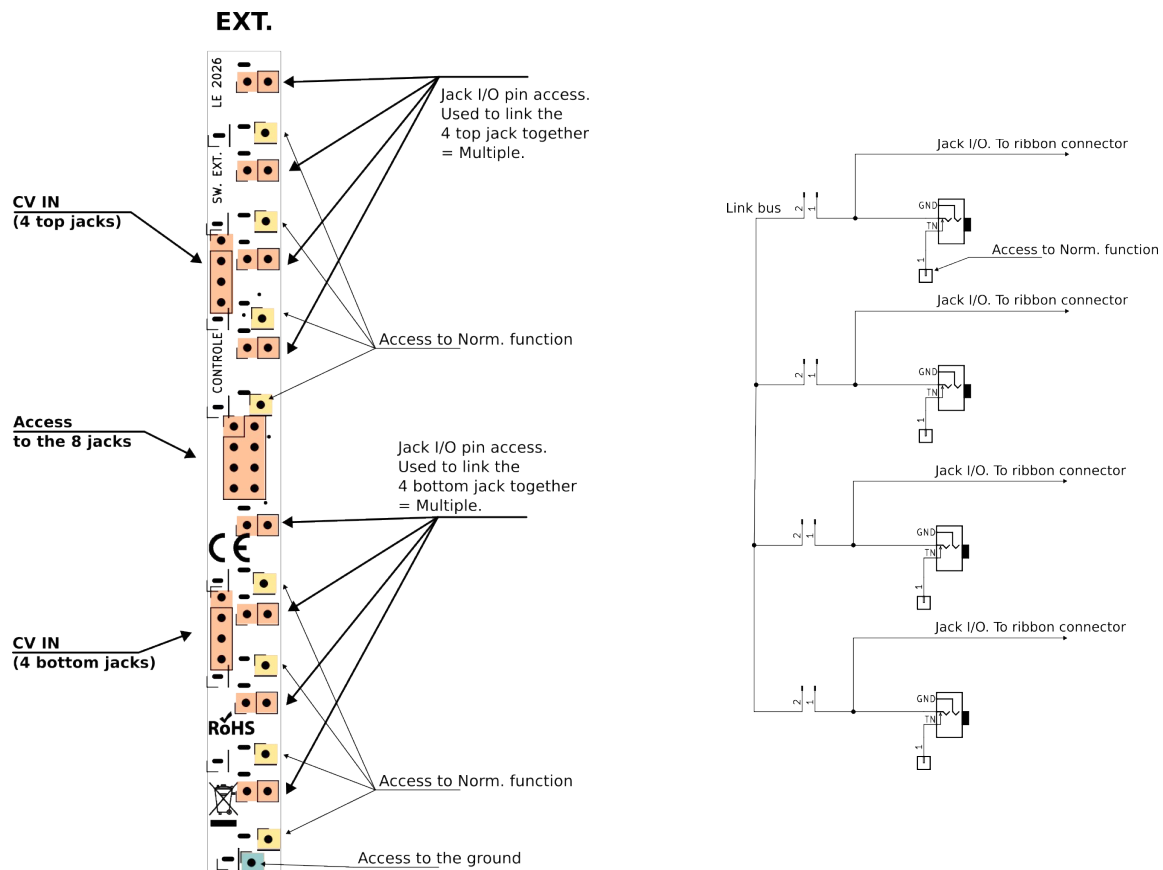 EXT.
LE 2026
Jack I/O pin access.
Used to link the
4 top jack together
= Multiple.
SW. EXT.
CV IN
(4 top jacks)
Access to Norm. function
CONTROLE
Access
to the 8 jacks
Jack I/O pin access.
Used to link the
4 bottom jack together
= Multiple.
CE
CV IN
(4 bottom jacks)
RoHS
Access to Norm. function
Access to the ground
Jack I/O. To ribbon connector
Link bus
2
1
GND
TN
1
Access to Norm. function
Jack I/O. To ribbon connector
2
1
GND
TN
1
Jack I/O. To ribbon connector
2
1
GND
TN
1
Jack I/O. To ribbon connector
2
1
GND
TN
1